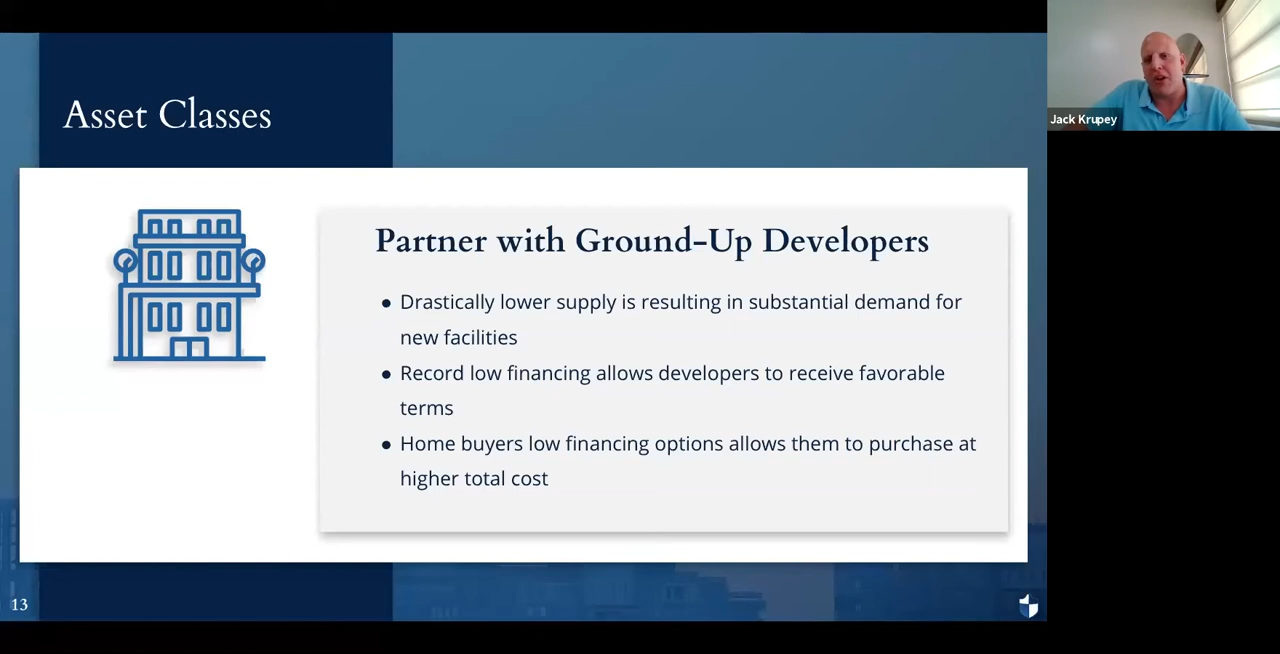 Asset Classes
Partner with Ground-Up Developers
● Drastically lower supply is resulting in substantial demand for
new facilities
● Record low financing allows developers to receive favorable
terms
● Home buyers low financing options allows them to purchase at
higher total cost
13
Jack Krupey